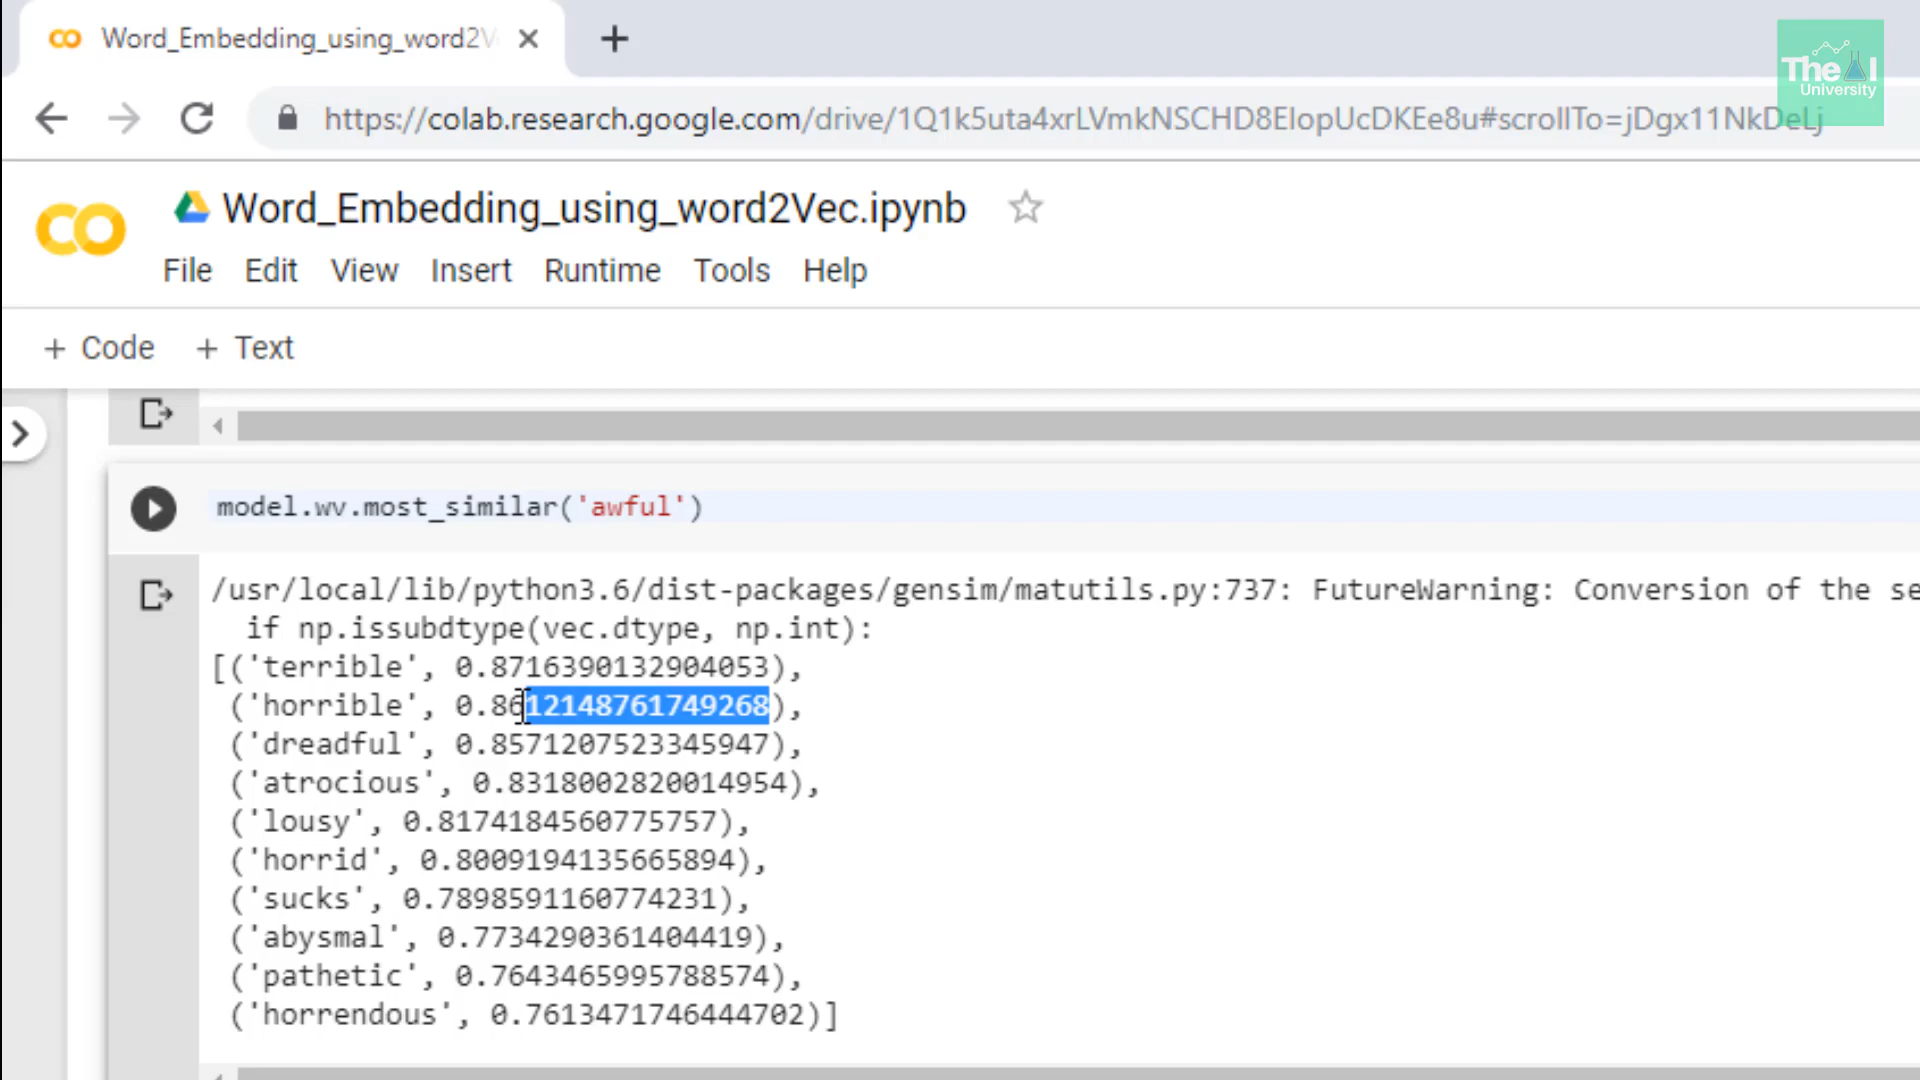 Word_Embedding_using_word2V
The AI
University
https://colab.research.google.com/drive/1Q1k5uta4xrLVmkNSCHD8ElopUcDKEe8u#scrollTo=jDgx11NkDeLj
Word_Embedding_using_word2Vec.ipynb
File Edit View Insert Runtime Tools Help
+ Code + Text
model.wv.most_similar('awful')
/usr/local/lib/python3.6/dist-packages/gensim/matutils.py:737: FutureWarning: Conversion of the se
if np.issubdtype(vec.dtype, np.int):
[('terrible', 0.8716390132904053),
('horrible', 0.8612148761749268),
('dreadful', 0.8571207523345947),
('atrocious', 0.8318002820014954),
('lousy', 0.8174184560775757),
('horrid', 0.8009194135665894),
('sucks', 0.7898591160774231),
('abysmal', 0.7734290361404419),
('pathetic', 0.7643465995788574),
('horrendous', 0.7613471746444702)]